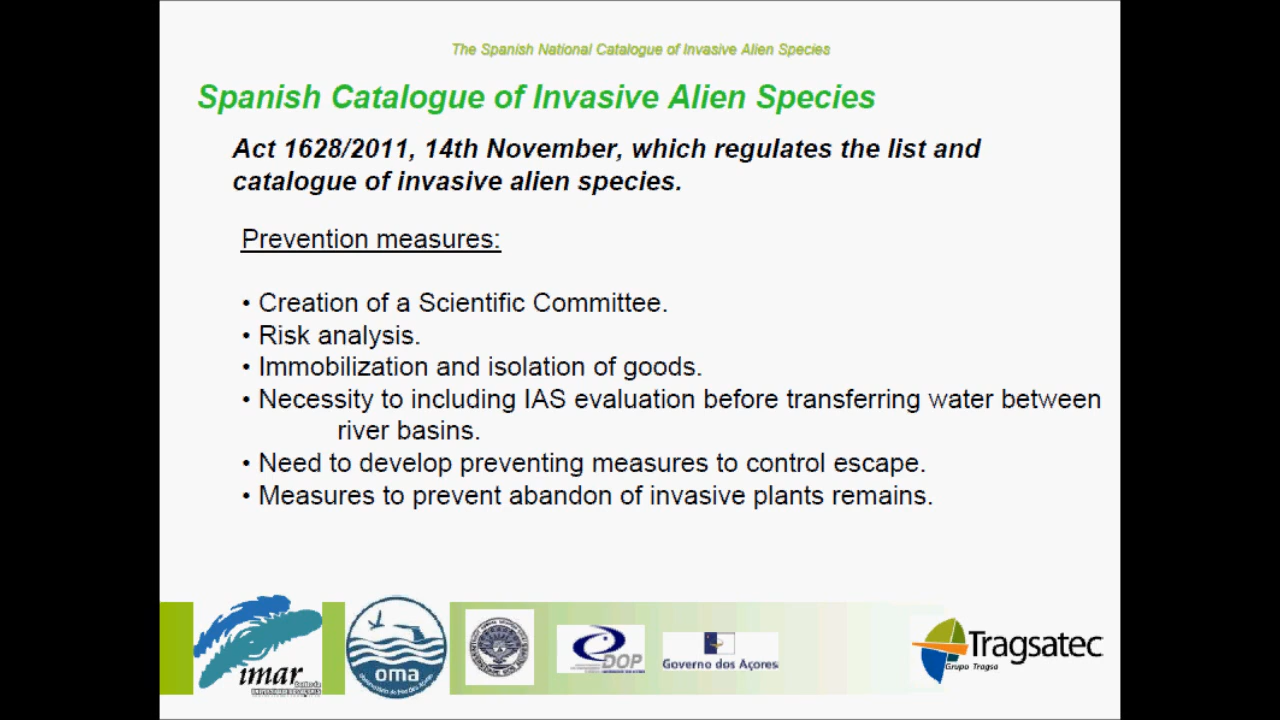 The Spanish National Catalogue of Invasive Alien Species
Spanish Catalogue of Invasive Alien Species
Act 1628/2011, 14th November, which regulates the list and
catalogue of invasive alien species.
Prevention measures:
• Creation of a Scientific Committee.
• Risk analysis.
• Immobilization and isolation of goods.
• Necessity to including IAS evaluation before transferring water between
river basins.
• Need to develop preventing measures to control escape.
• Measures to prevent abandon of invasive plants remains.
imar
oma
DOP
Governo dos Açores
Tragsatec
Grupo Tragsa